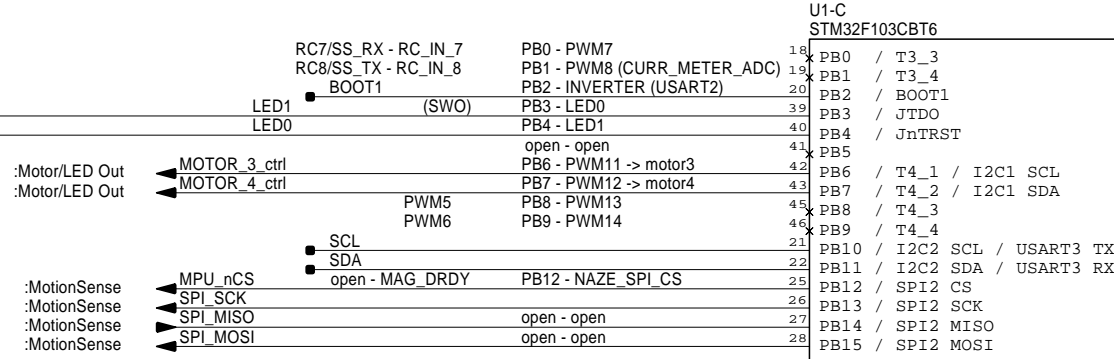 U1-C
STM32F103CBT6
RC7/SS_RX - RC_IN_7 PB0 - PWM7 18 PB0 / T3_3
RC8/SS_TX - RC_IN_8 PB1 - PWM8 (CURR_METER_ADC) 19 PB1 / T3_4
BOOT1 PB2 - INVERTER (USART2) 20 PB2 / BOOT1
LED1 (SWO) PB3 - LED0 39 PB3 / JTDO
LED0 PB4 - LED1 40 PB4 / JnTRST
open - open 41 PB5
:Motor/LED Out MOTOR_3_ctrl PB6 - PWM11 -> motor3 42 PB6 / T4_1 / I2C1 SCL
:Motor/LED Out MOTOR_4_ctrl PB7 - PWM12 -> motor4 43 PB7 / T4_2 / I2C1 SDA
PWM5 PB8 - PWM13 45 PB8 / T4_3
PWM6 PB9 - PWM14 46 PB9 / T4_4
SCL 21 PB10 / I2C2 SCL / USART3 TX
SDA 22 PB11 / I2C2 SDA / USART3 RX
:MotionSense MPU_nCS open - MAG_DRDY PB12 - NAZE_SPI_CS 25 PB12 / SPI2 CS
:MotionSense SPI_SCK 26 PB13 / SPI2 SCK
:MotionSense SPI_MISO open - open 27 PB14 / SPI2 MISO
:MotionSense SPI_MOSI open - open 28 PB15 / SPI2 MOSI